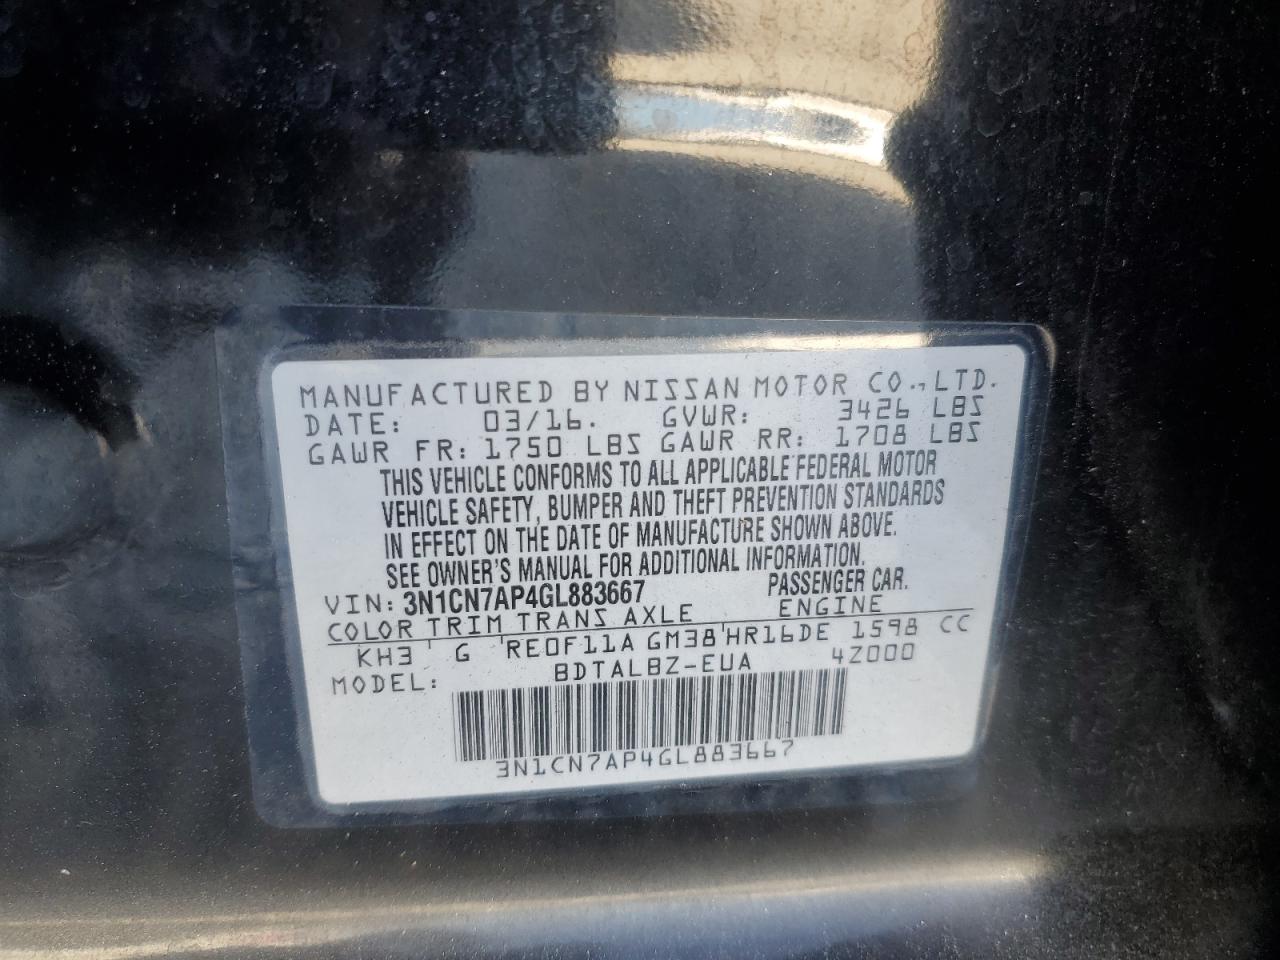 MANUFACTURED BY NISSAN MOTOR CO., LTD.
DATE: 03/16. GVWR: 3426 LBS
GAWR FR: 1750 LBS GAWR RR: 1708 LBS
THIS VEHICLE CONFORMS TO ALL APPLICABLE FEDERAL MOTOR
VEHICLE SAFETY, BUMPER AND THEFT PREVENTION STANDARDS
IN EFFECT ON THE DATE OF MANUFACTURE SHOWN ABOVE.
SEE OWNER'S MANUAL FOR ADDITIONAL INFORMATION.
VIN: 3N1CN7AP4GL883667 PASSENGER CAR.
COLOR TRIM TRANS AXLE ENGINE
KH3 ' G 'RE0F11A GM38'HR16DE 1598 CC
MODEL: BDTALBZ-EUA 4Z000
3N1CN7AP4GL883667